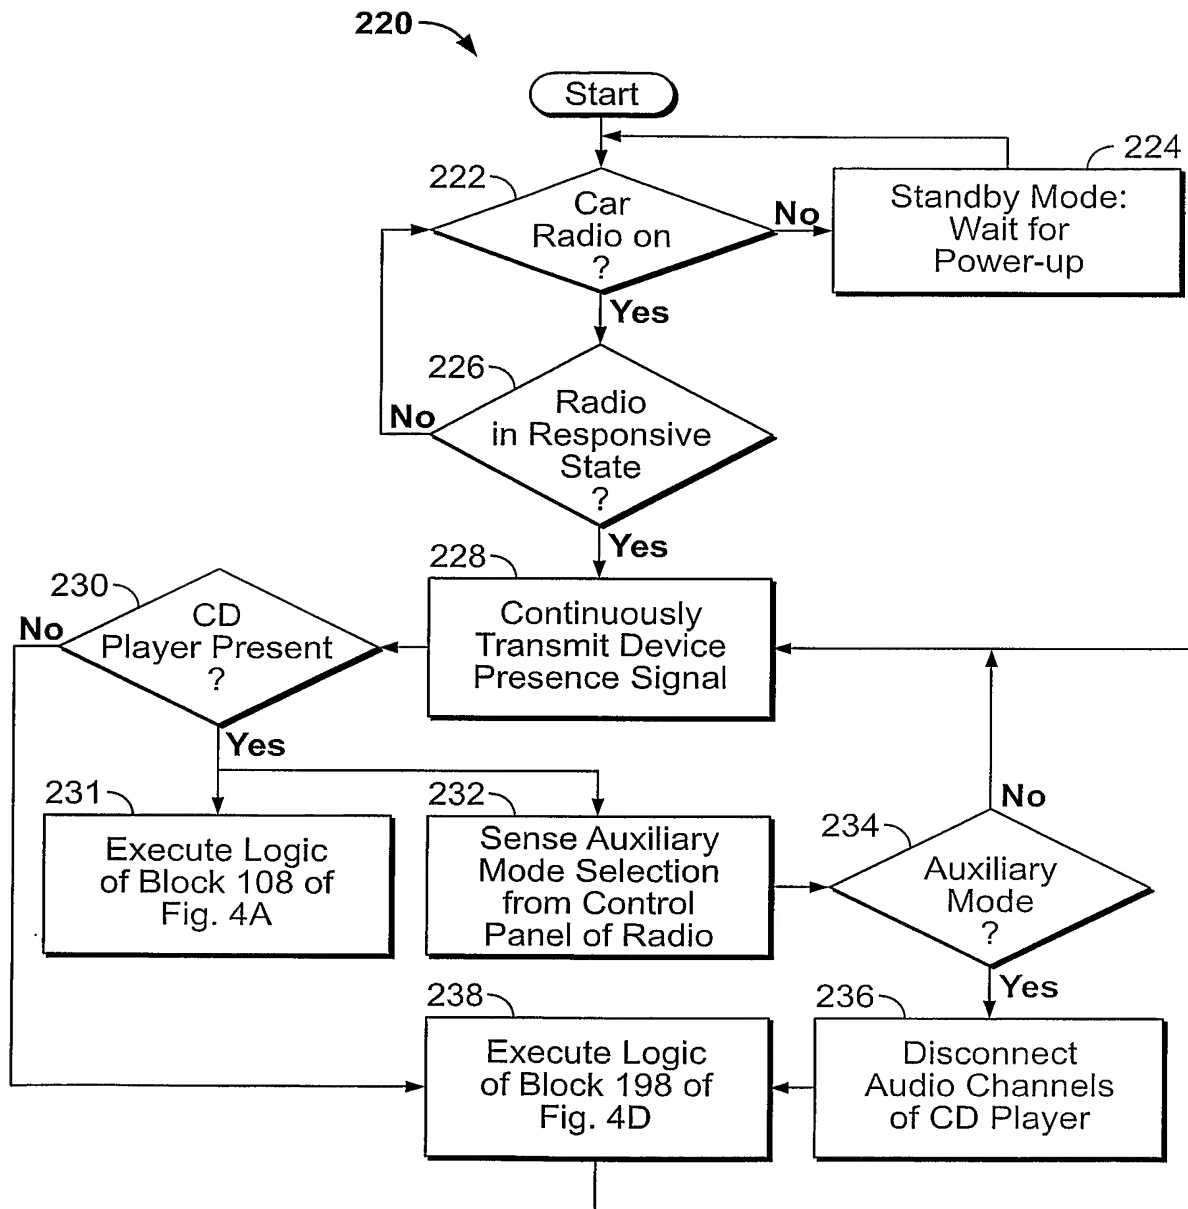 220
Start
222
Car
Radio on
?
No
224
Standby Mode:
Wait for
Power-up
Yes
226
No
Radio
in Responsive
State
?
Yes
228
Continuously
Transmit Device
Presence Signal
230
No
CD
Player Present
?
Yes
231
Execute Logic
of Block 108 of
Fig. 4A
232
Sense Auxiliary
Mode Selection
from Control
Panel of Radio
No
234
Auxiliary
Mode
?
Yes
236
Disconnect
Audio Channels
of CD Player
238
Execute Logic
of Block 198 of
Fig. 4D